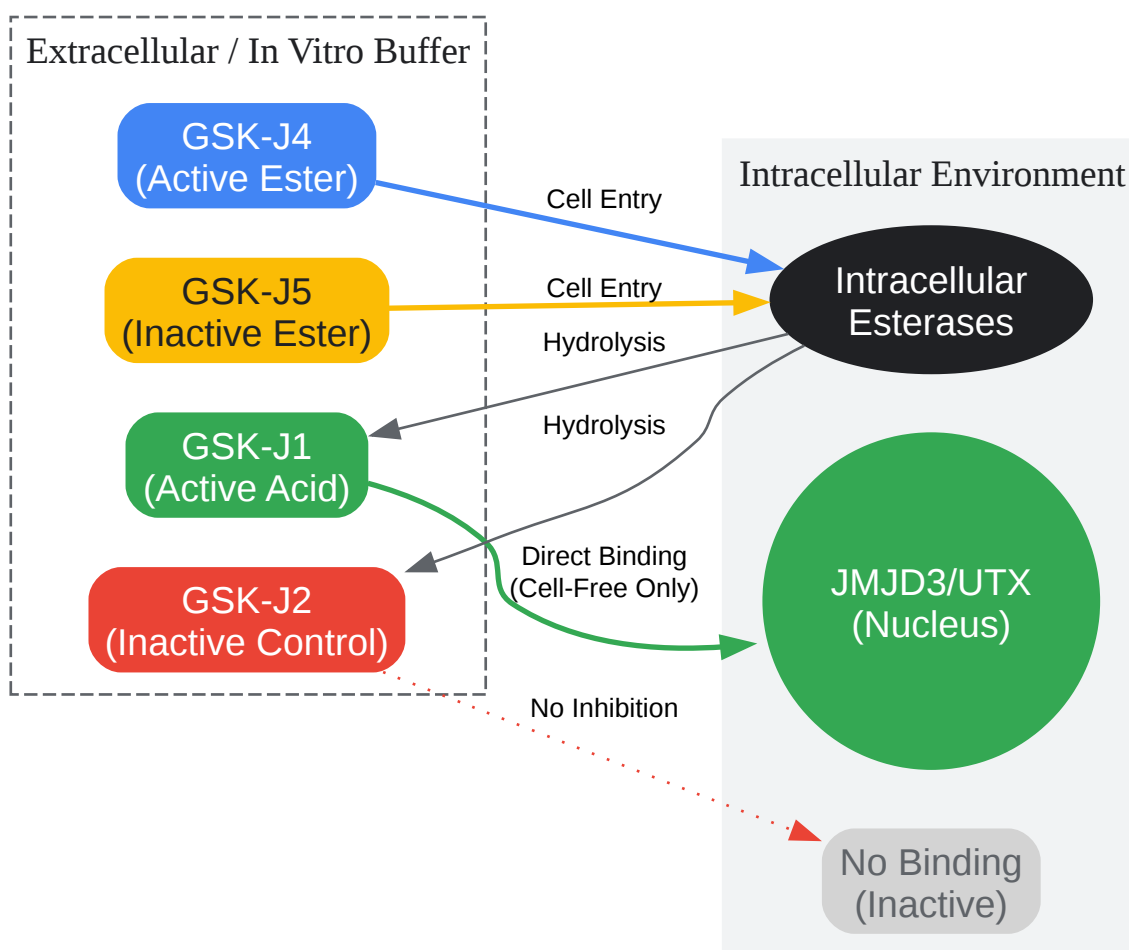 Extracellular / In Vitro Buffer
GSK-J4
(Active Ester)
GSK-J5
(Inactive Ester)
GSK-J1
(Active Acid)
GSK-J2
(Inactive Control)
Cell Entry
Cell Entry
Hydrolysis
Hydrolysis
Direct Binding
(Cell-Free Only)
No Inhibition
Intracellular Environment
Intracellular
Esterases
JMJD3/UTX
(Nucleus)
No Binding
(Inactive)